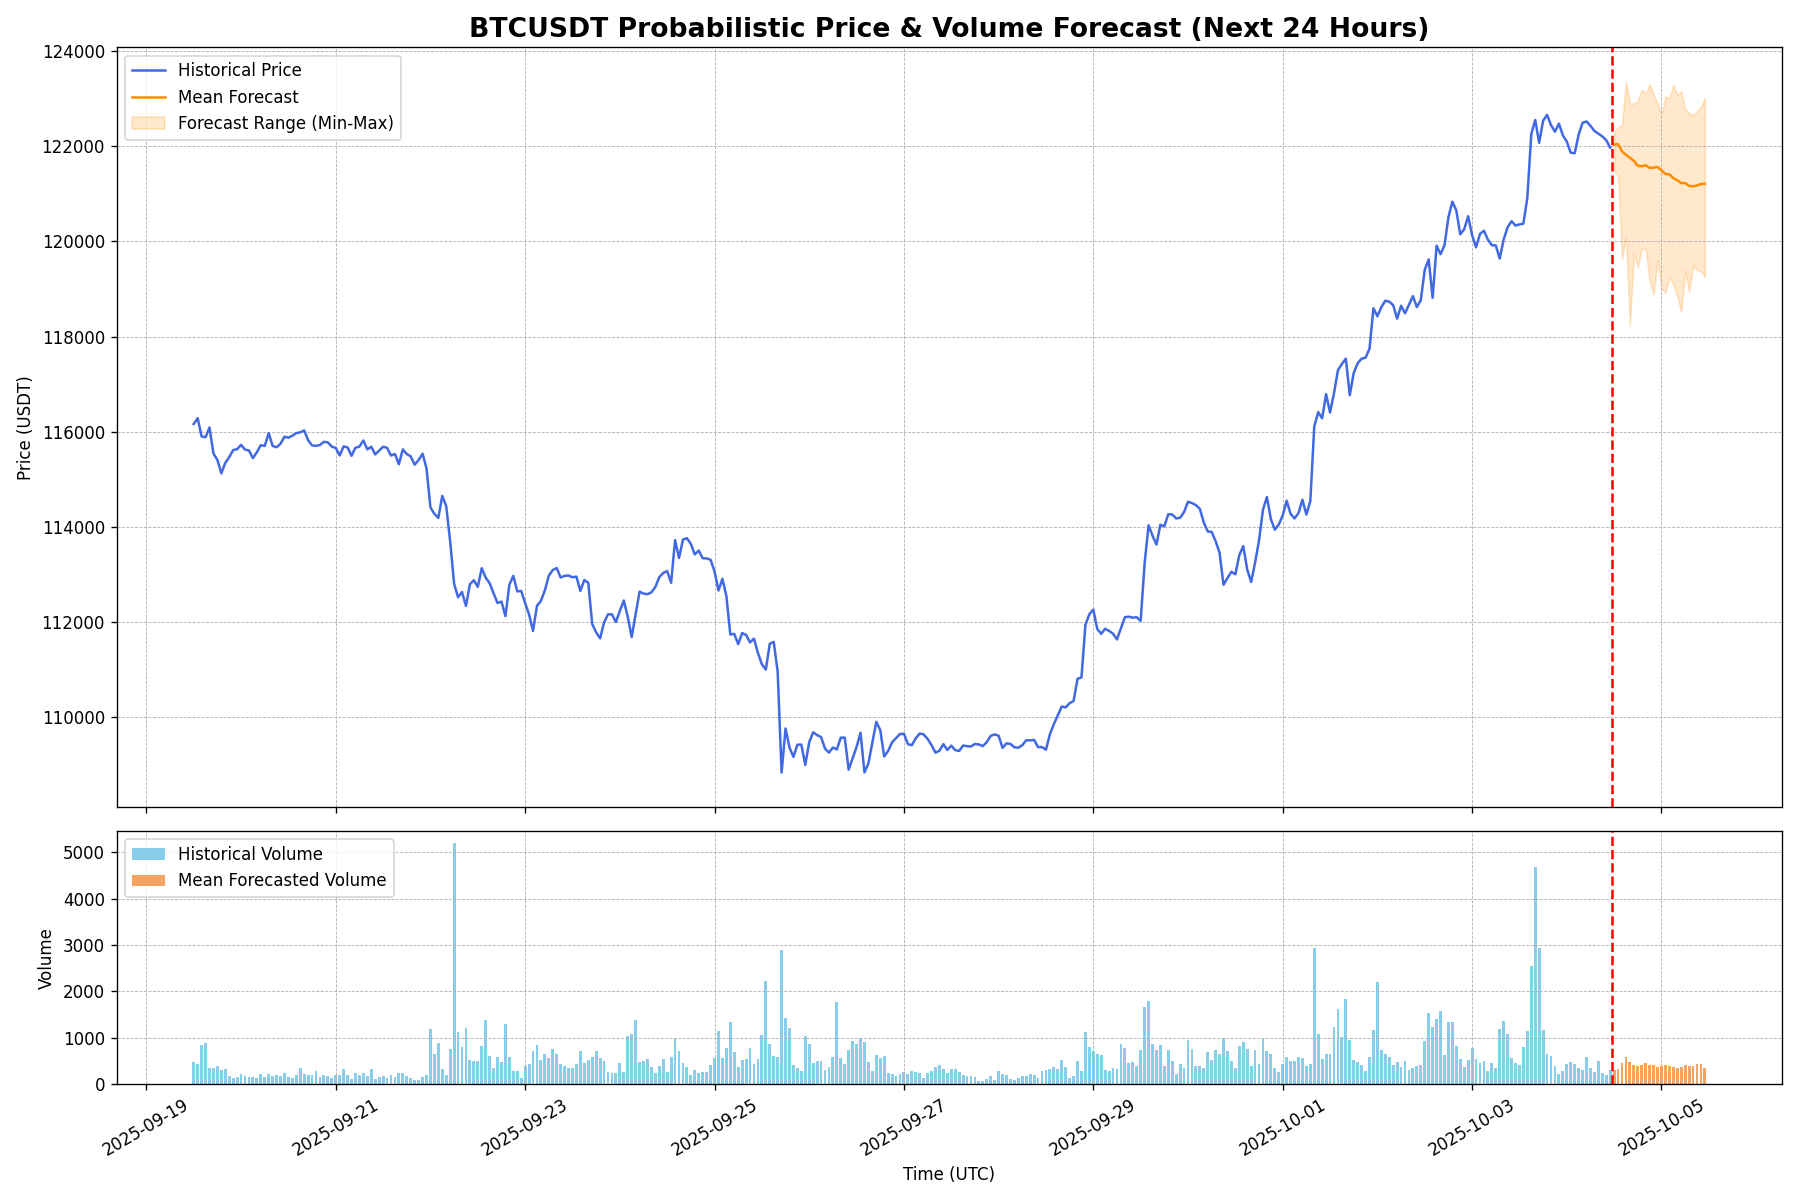 BTCUSDT Probabilistic Price & Volume Forecast (Next 24 Hours)
Historical Price
Mean Forecast
Forecast Range (Min-Max)
124000
122000
120000
118000
116000
114000
112000
110000
Price (USDT)
Historical Volume
Mean Forecasted Volume
5000
4000
3000
2000
1000
0
Volume
2025-09-19
2025-09-21
2025-09-23
2025-09-25
2025-09-27
2025-09-29
2025-10-01
2025-10-03
2025-10-05
Time (UTC)